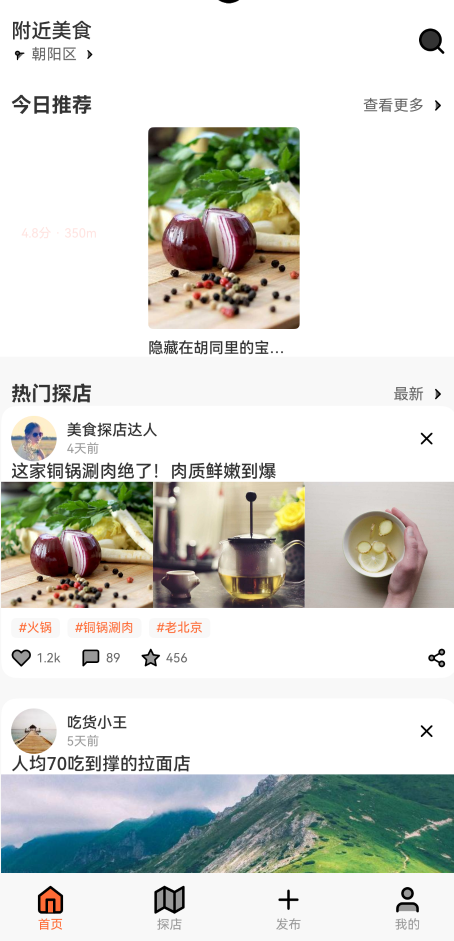 附近美食
朝阳区
今日推荐
查看更多
4.8分 · 350m
隐藏在胡同里的宝...
热门探店
最新
美食探店达人
4天前
这家铜锅涮肉绝了！肉质鲜嫩到爆
#火锅 #铜锅涮肉 #老北京
1.2k 89 456
吃货小王
5天前
人均70吃到撑的拉面店
首页 探店 发布 我的